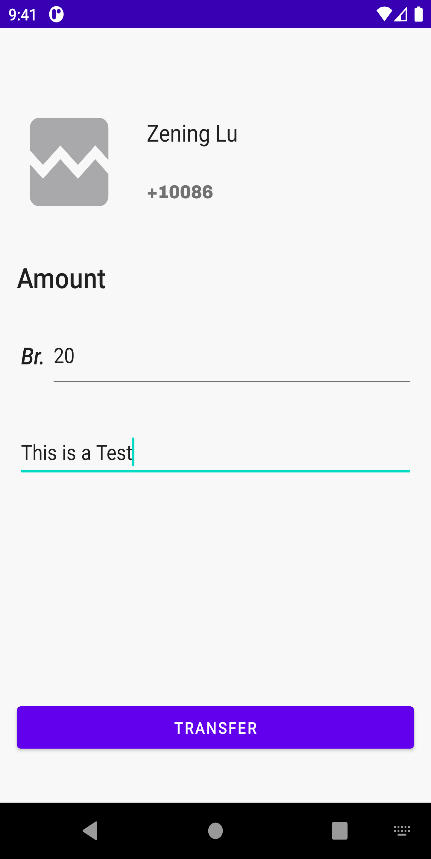 9:41
Zening Lu
+10086
Amount
Br. 20
This is a Test
TRANSFER